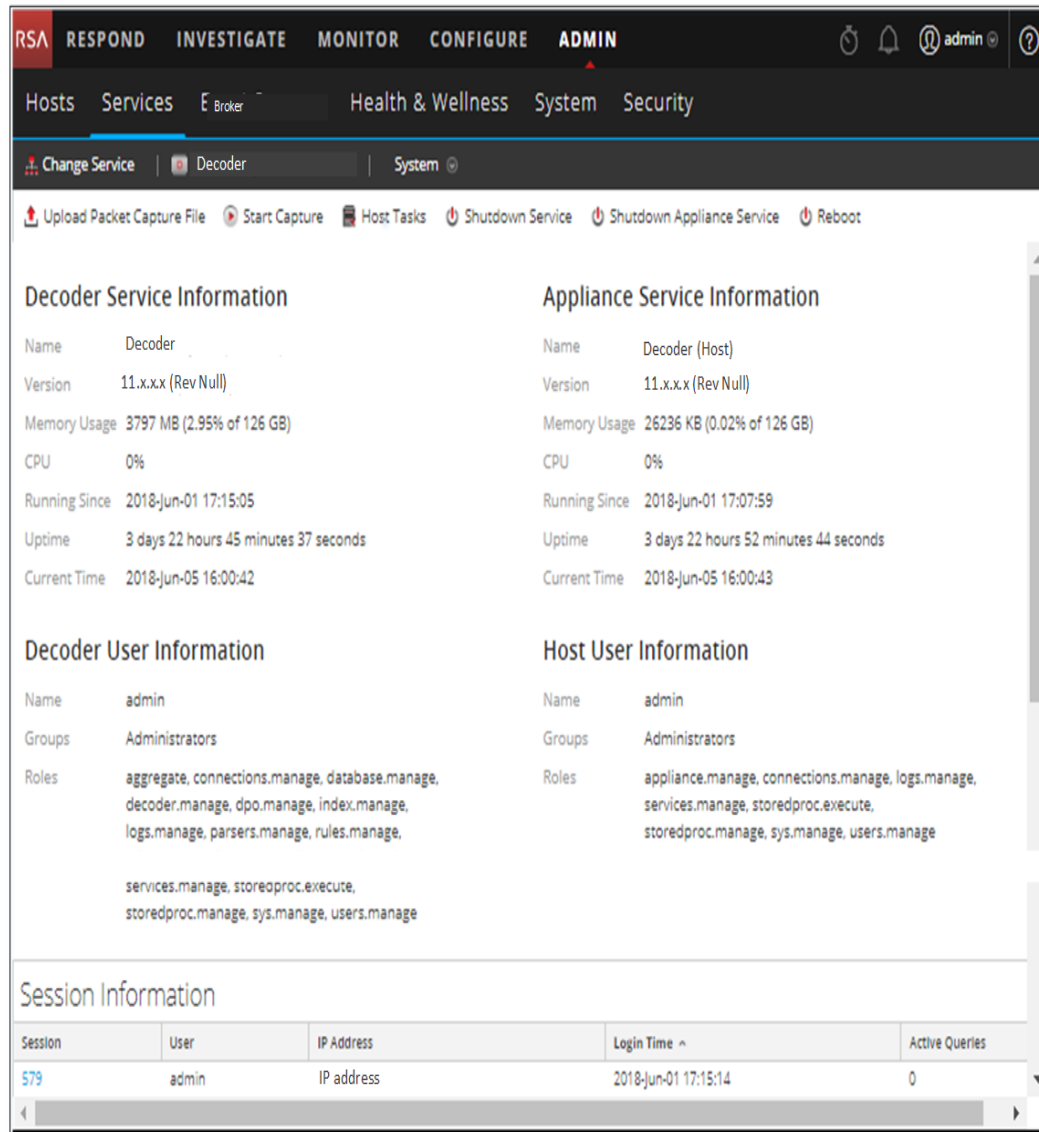 RSA RESPOND INVESTIGATE MONITOR CONFIGURE ADMIN admin
Hosts Services Broker Health & Wellness System Security
Change Service Decoder System
Upload Packet Capture File Start Capture Host Tasks Shutdown Service Shutdown Appliance Service Reboot
Decoder Service Information
Name Decoder
Version 11.x.x.x (Rev Null)
Memory Usage 3797 MB (2.95% of 126 GB)
CPU 0%
Running Since 2018-Jun-01 17:15:05
Uptime 3 days 22 hours 45 minutes 37 seconds
Current Time 2018-Jun-05 16:00:42
Appliance Service Information
Name Decoder (Host)
Version 11.x.x.x (Rev Null)
Memory Usage 26236 KB (0.02% of 126 GB)
CPU 0%
Running Since 2018-Jun-01 17:07:59
Uptime 3 days 22 hours 52 minutes 44 seconds
Current Time 2018-Jun-05 16:00:43
Decoder User Information
Name admin
Groups Administrators
Roles aggregate, connections.manage, database.manage,
decoder.manage, dpo.manage, index.manage,
logs.manage, parsers.manage, rules.manage,
services.manage, storedproc.execute,
storedproc.manage, sys.manage, users.manage
Host User Information
Name admin
Groups Administrators
Roles appliance.manage, connections.manage, logs.manage,
services.manage, storedproc.execute,
storedproc.manage, sys.manage, users.manage
Session Information
Session User IP Address Login Time Active Queries
579 admin IP address 2018-Jun-01 17:15:14 0